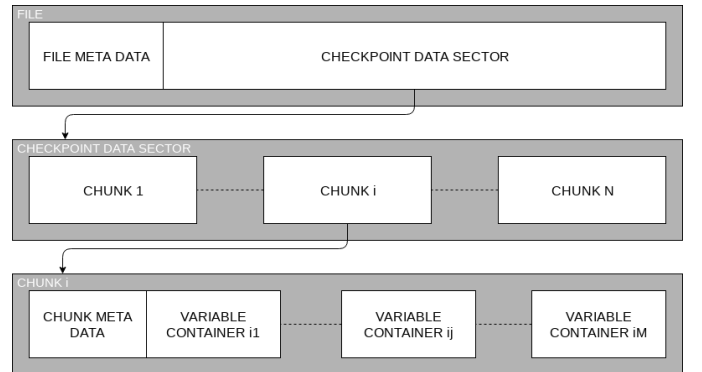 FILE
FILE META DATA
CHECKPOINT DATA SECTOR
CHECKPOINT DATA SECTOR
CHUNK 1
CHUNK i
CHUNK N
CHUNK i
CHUNK META
DATA
VARIABLE
CONTAINER i1
VARIABLE
CONTAINER ij
VARIABLE
CONTAINER iM